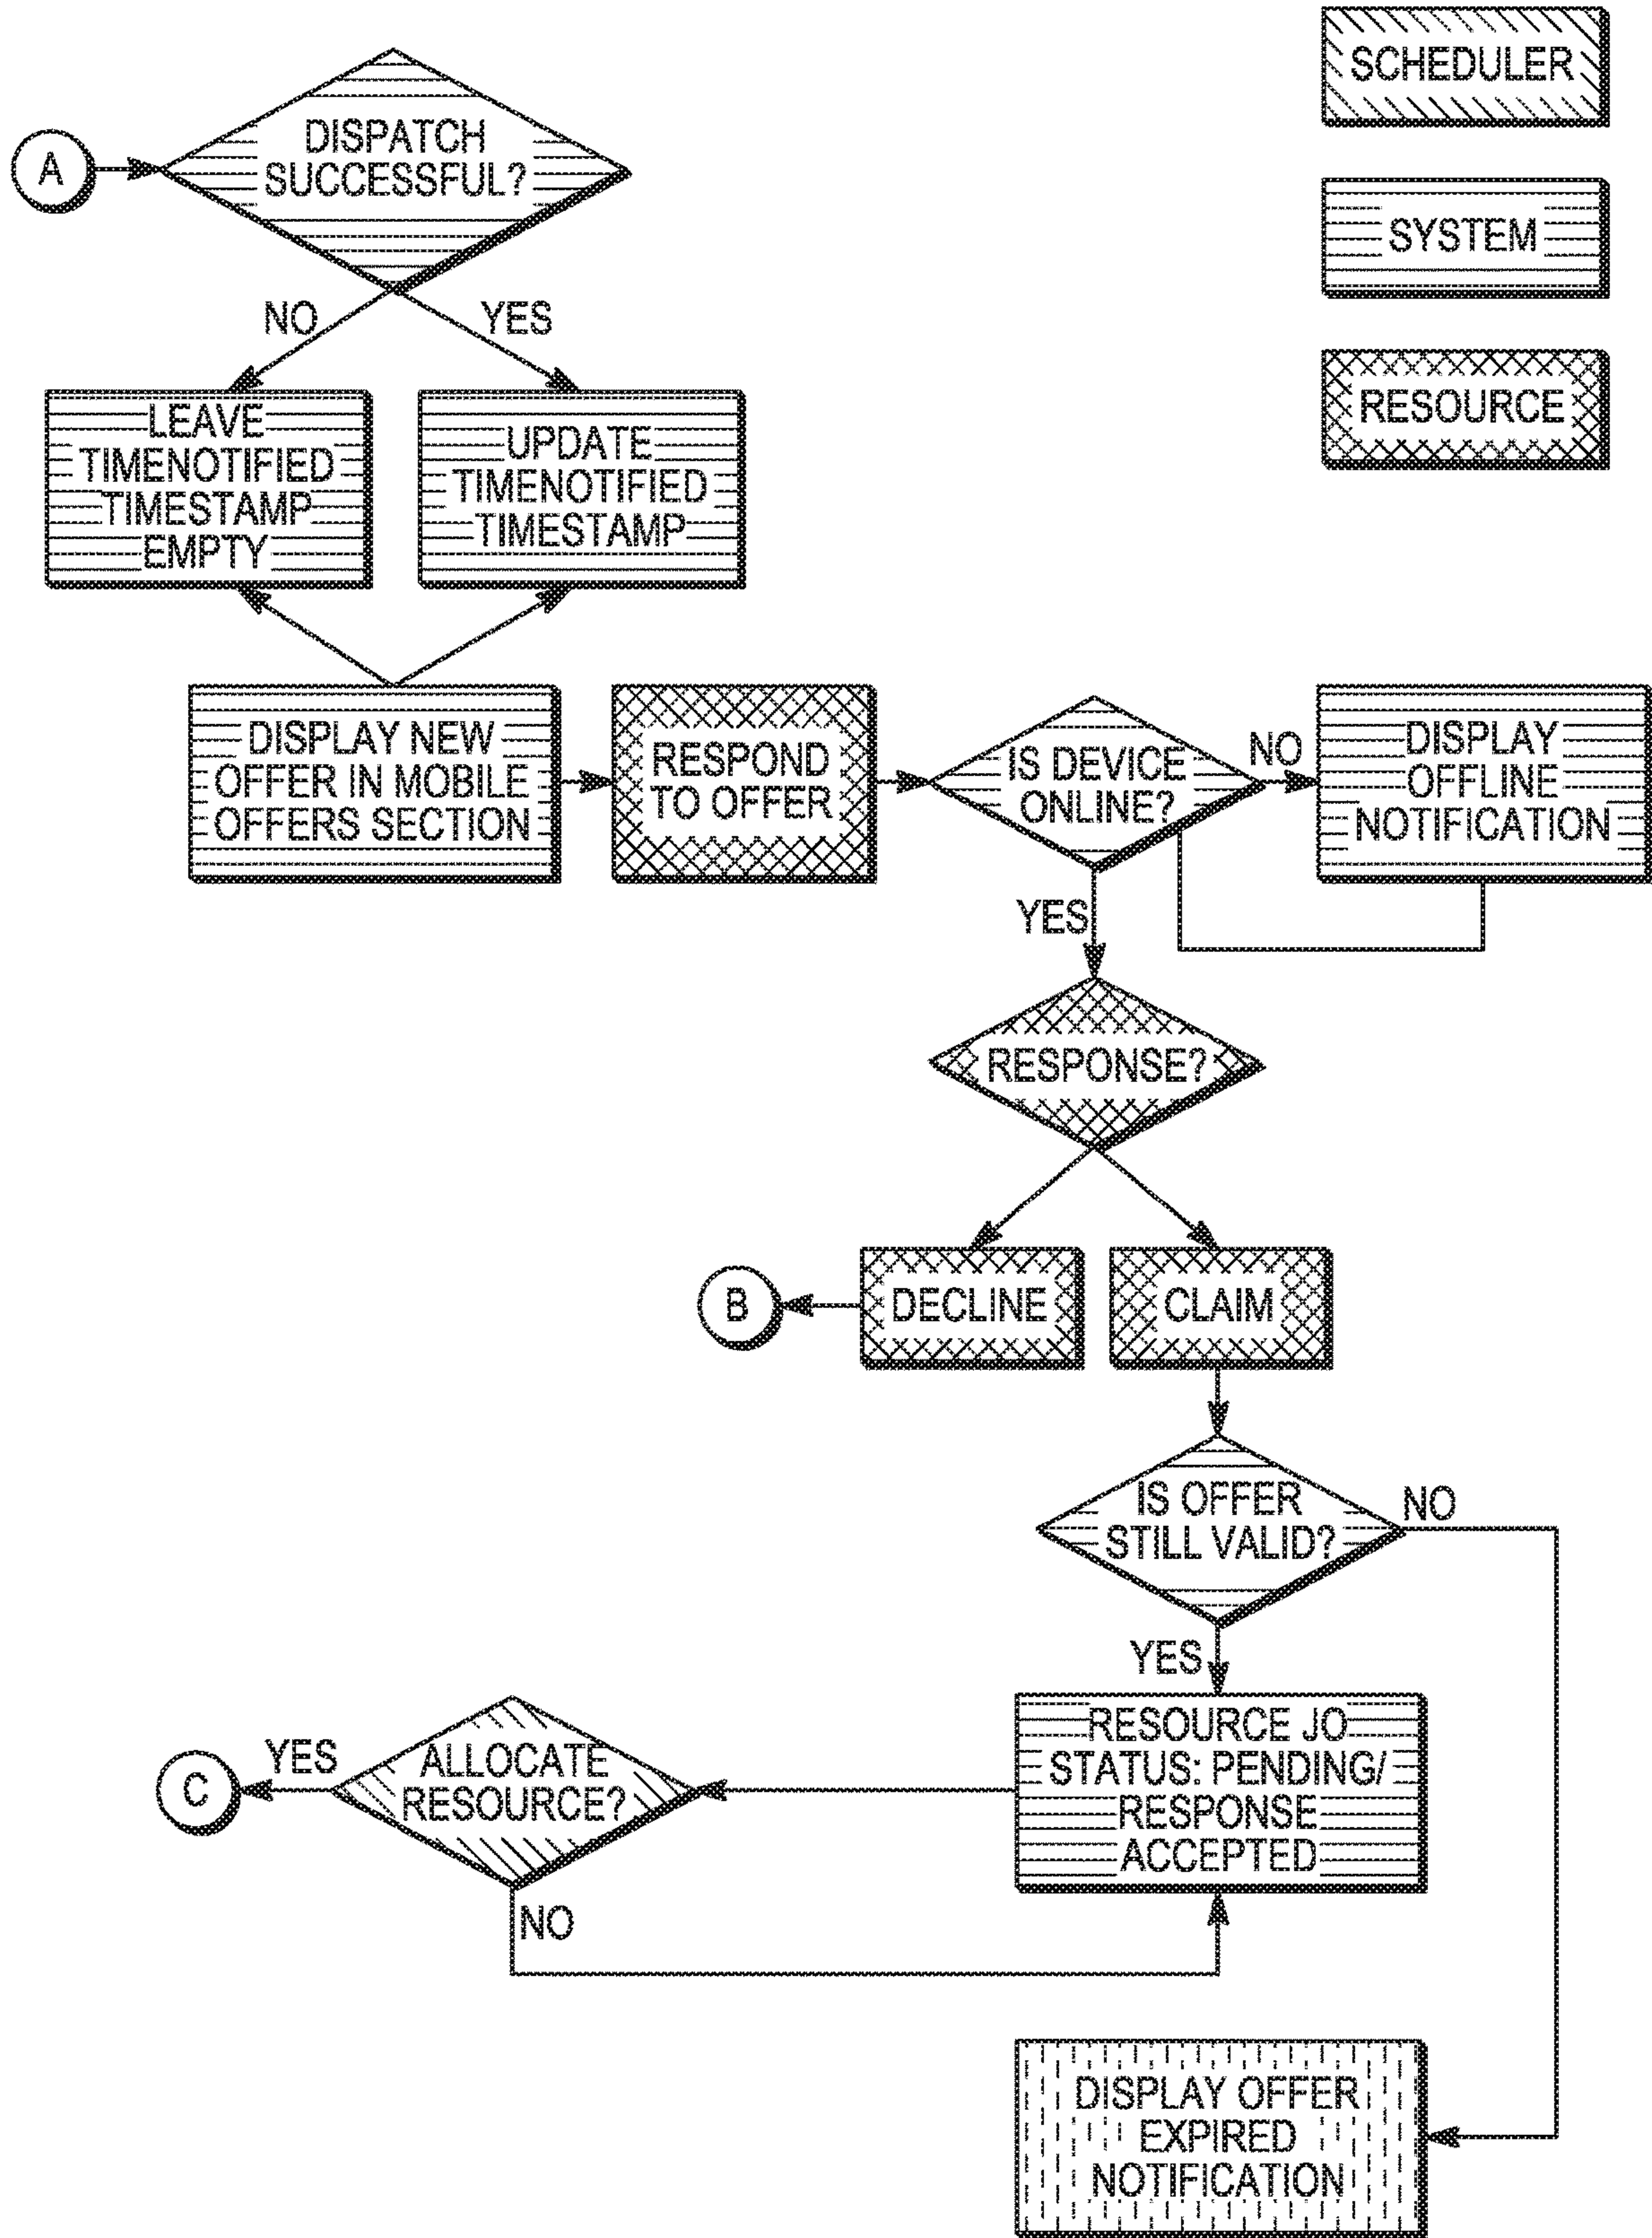 SCHEDULER
A
DISPATCH
SUCCESSFUL?
SYSTEM
NO
YES
RESOURCE
LEAVE
TIMENOTIFIED
TIMESTAMP
EMPTY
UPDATE
TIMENOTIFIED
TIMESTAMP
DISPLAY NEW
OFFER IN MOBILE
OFFERS SECTION
RESPOND
TO OFFER
IS DEVICE
ONLINE?
NO
DISPLAY
OFFLINE
NOTIFICATION
YES
RESPONSE?
B
DECLINE
CLAIM
IS OFFER
STILL VALID?
NO
YES
RESOURCE JO
STATUS: PENDING/
RESPONSE
ACCEPTED
ALLOCATE
RESOURCE?
YES
C
NO
DISPLAY OFFER
EXPIRED
NOTIFICATION